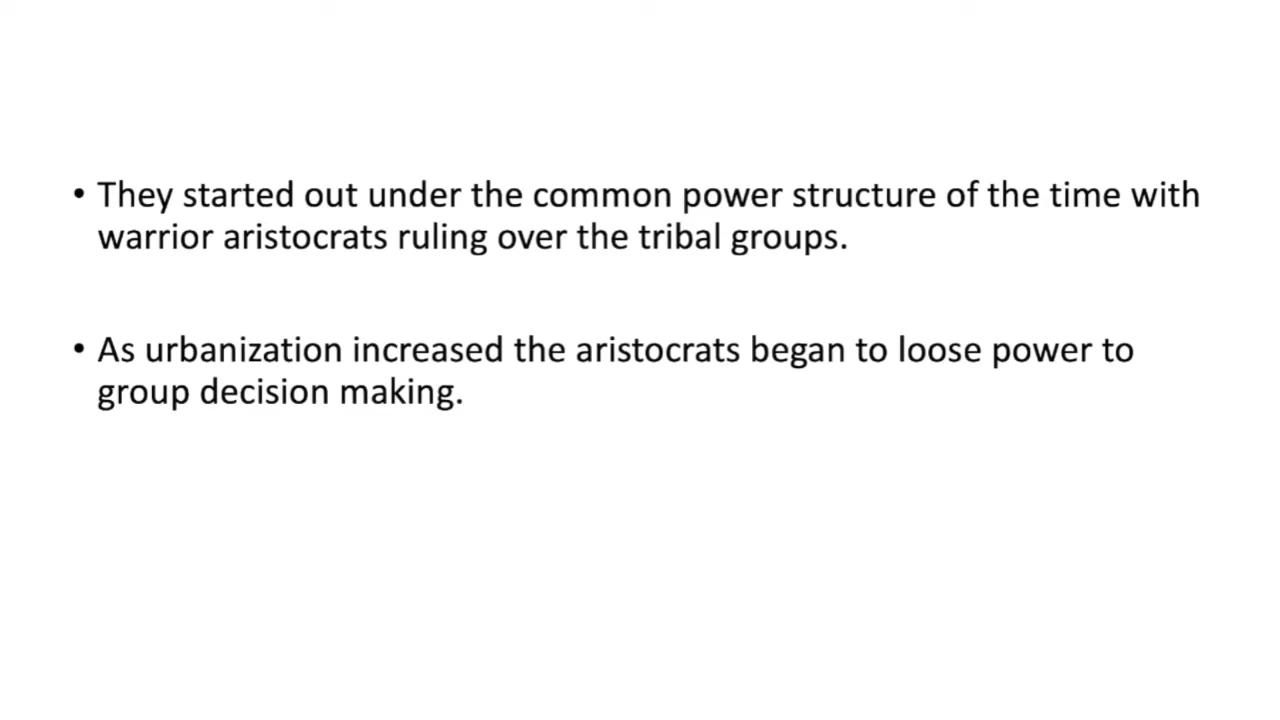 • They started out under the common power structure of the time with
warrior aristocrats ruling over the tribal groups.
• As urbanization increased the aristocrats began to loose power to
group decision making.